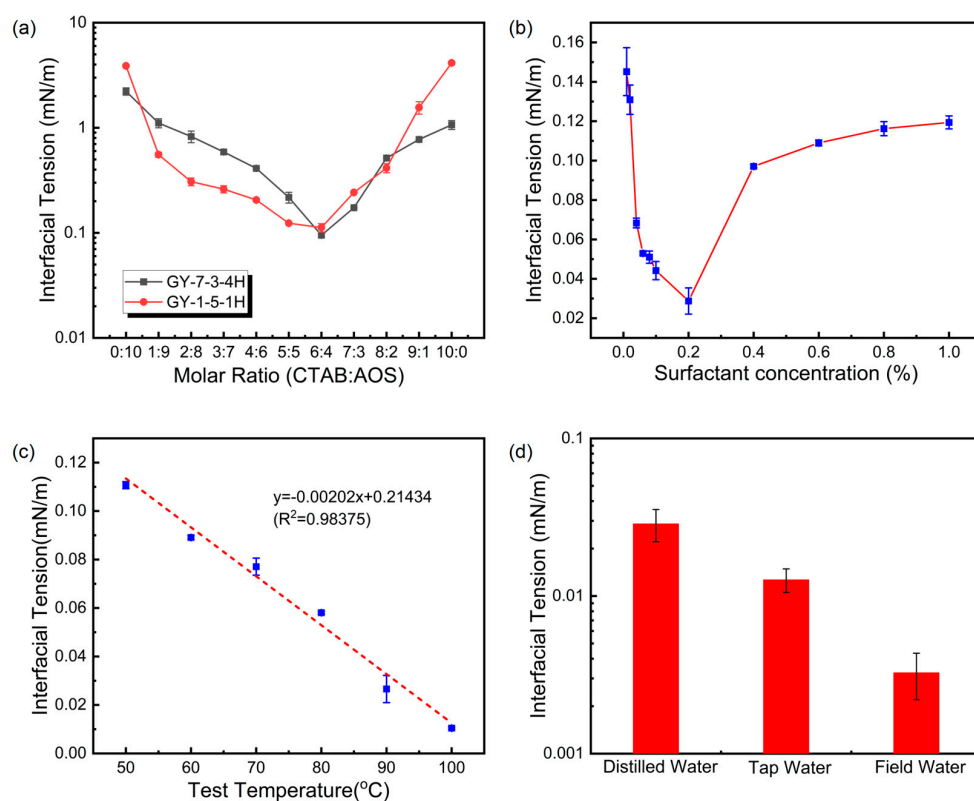 (a)
Interfacial Tension (mN/m)
10
1
0.1
0.01
GY-7-3-4H
GY-1-5-1H
0:10 1:9 2:8 3:7 4:6 5:5 6:4 7:3 8:2 9:1 10:0
Molar Ratio (CTAB:AOS)
(b)
Interfacial Tension (mN/m)
0.16
0.14
0.12
0.10
0.08
0.06
0.04
0.02
0.0 0.2 0.4 0.6 0.8 1.0
Surfactant concentration (%)
(c)
Interfacial Tension(mN/m)
0.12
0.10
0.08
0.06
0.04
0.02
0.00
y=-0.00202x+0.21434
(R²=0.98375)
50 60 70 80 90 100
Test Temperature(°C)
(d)
Interfacial Tension (mN/m)
0.1
0.01
0.001
Distilled Water Tap Water Field Water